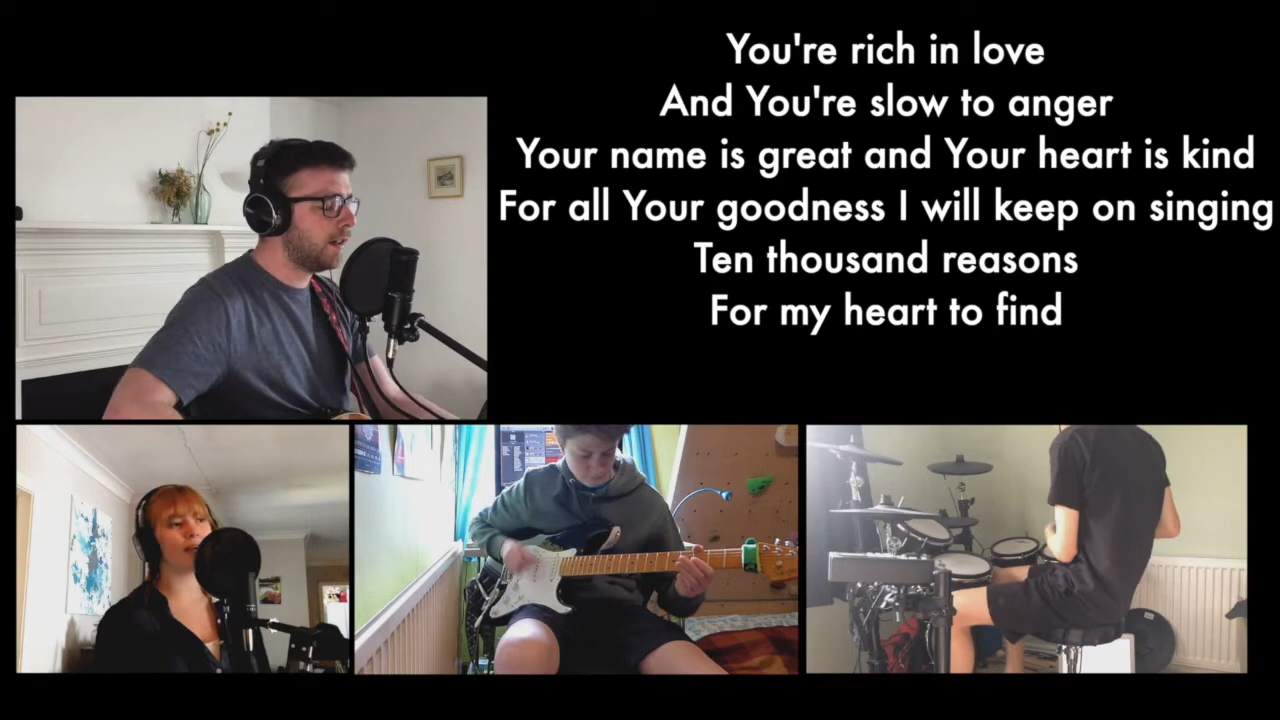 You're rich in love
And You're slow to anger
Your name is great and Your heart is kind
For all Your goodness I will keep on singing
Ten thousand reasons
For my heart to find